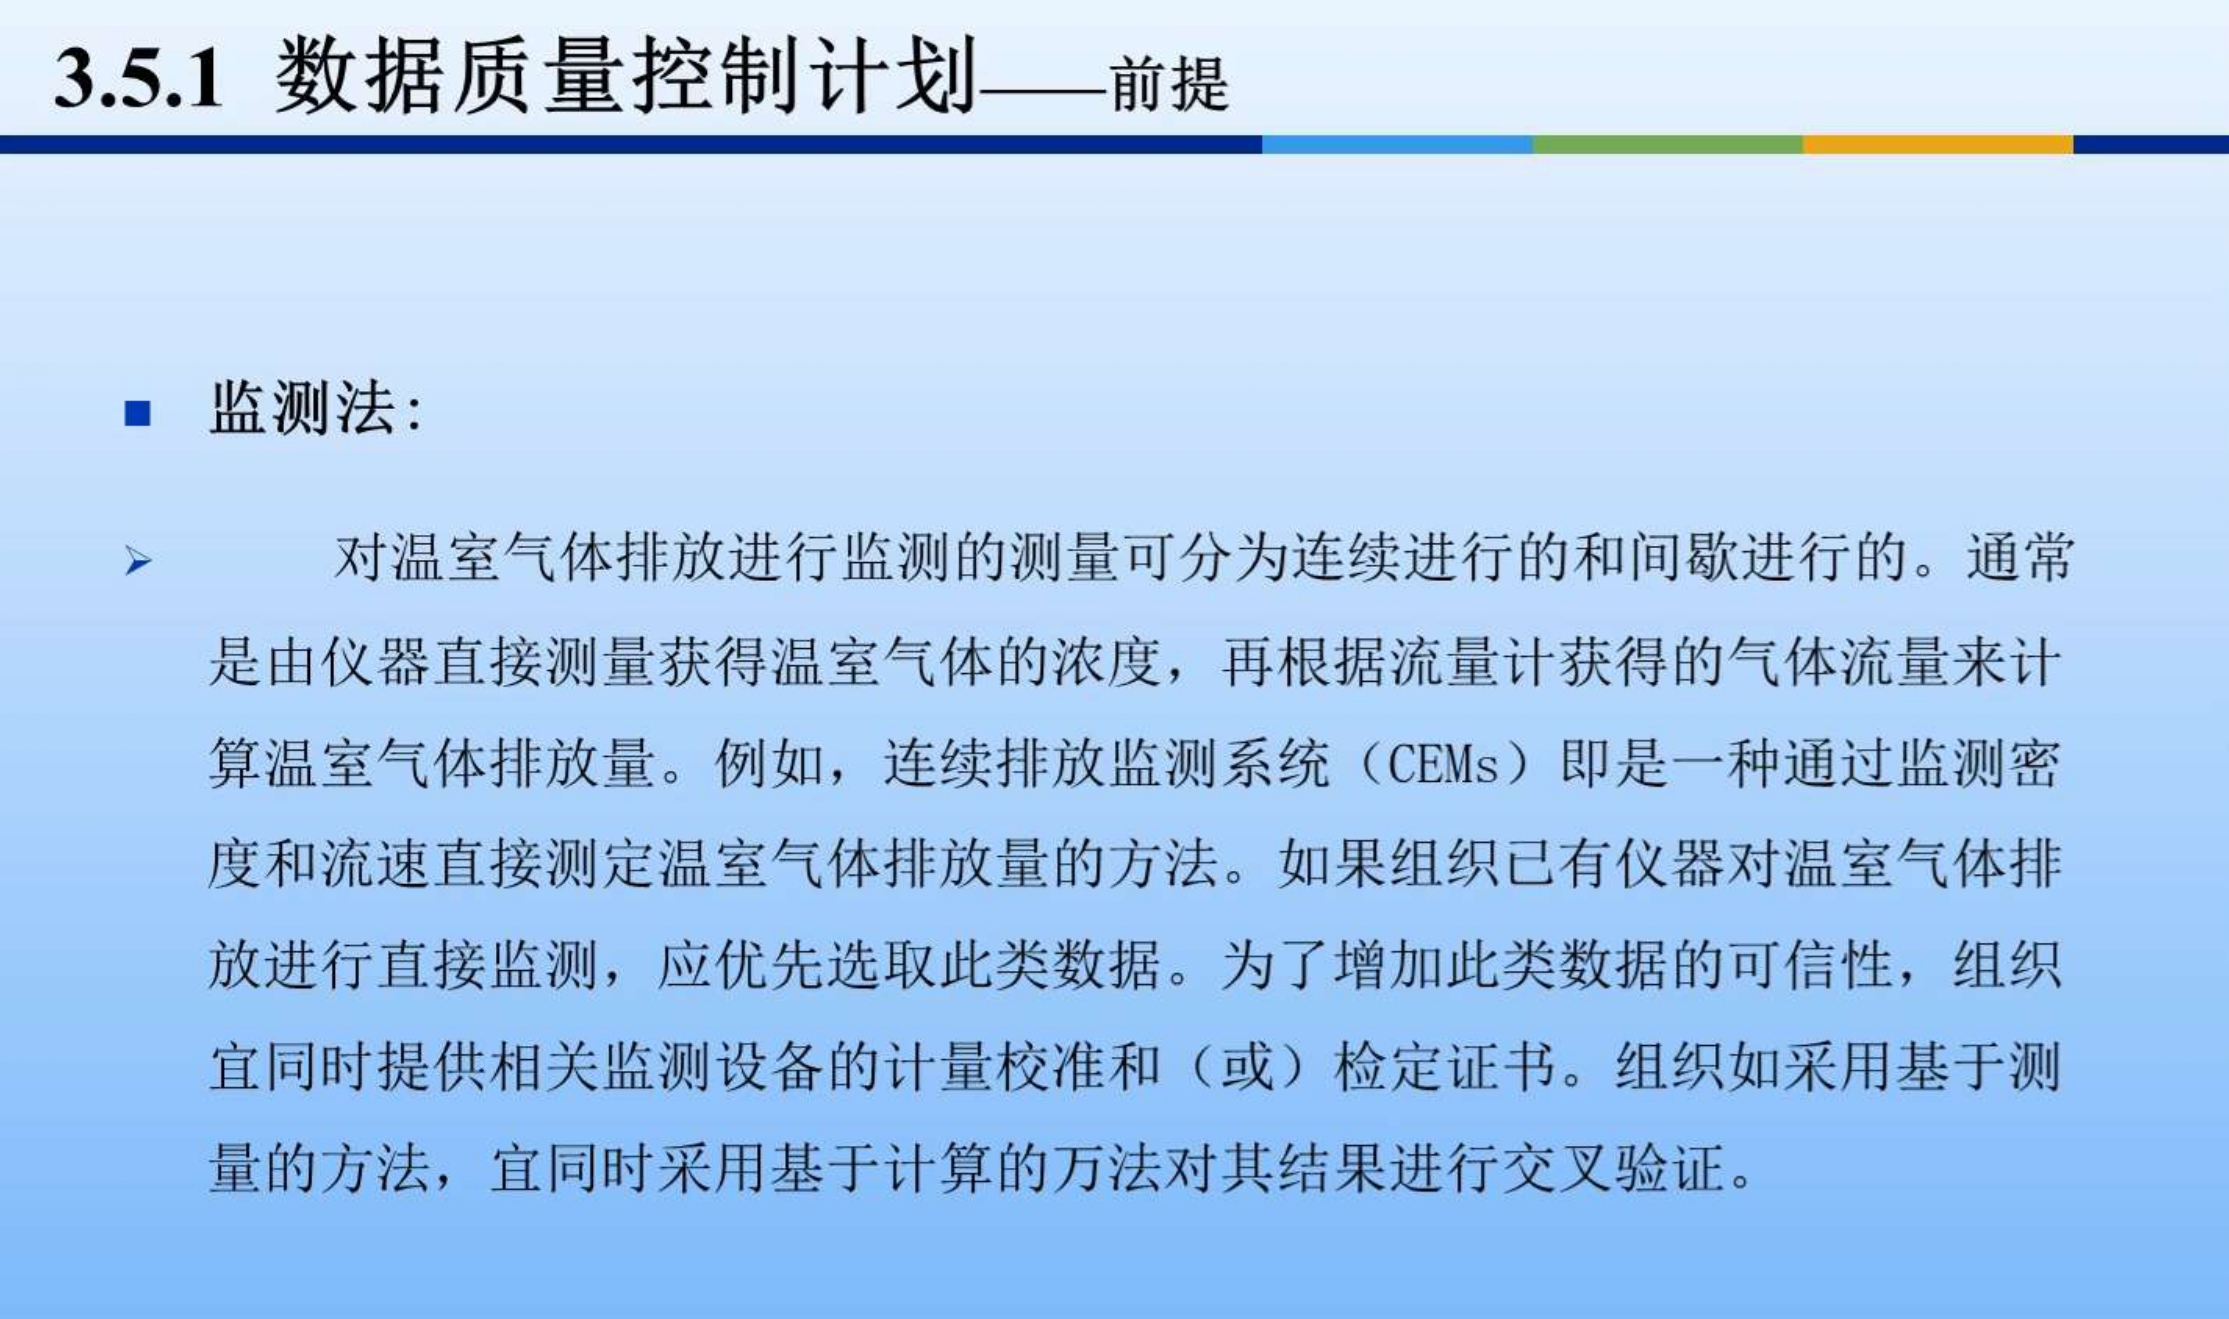 3.5.1 数据质量控制计划——前提
监测法：
对温室气体排放进行监测的测量可分为连续进行的和间歇进行的。通常
是由仪器直接测量获得温室气体的浓度，再根据流量计获得的气体流量来计
算温室气体排放量。例如，连续排放监测系统（CEMs）即是一种通过监测密
度和流速直接测定温室气体排放量的方法。如果组织已有仪器对温室气体排
放进行直接监测，应优先选取此类数据。为了增加此类数据的可信性，组织
宜同时提供相关监测设备的计量校准和（或）检定证书。组织如采用基于测
量的方法，宜同时采用基于计算的万法对其结果进行交叉验证。